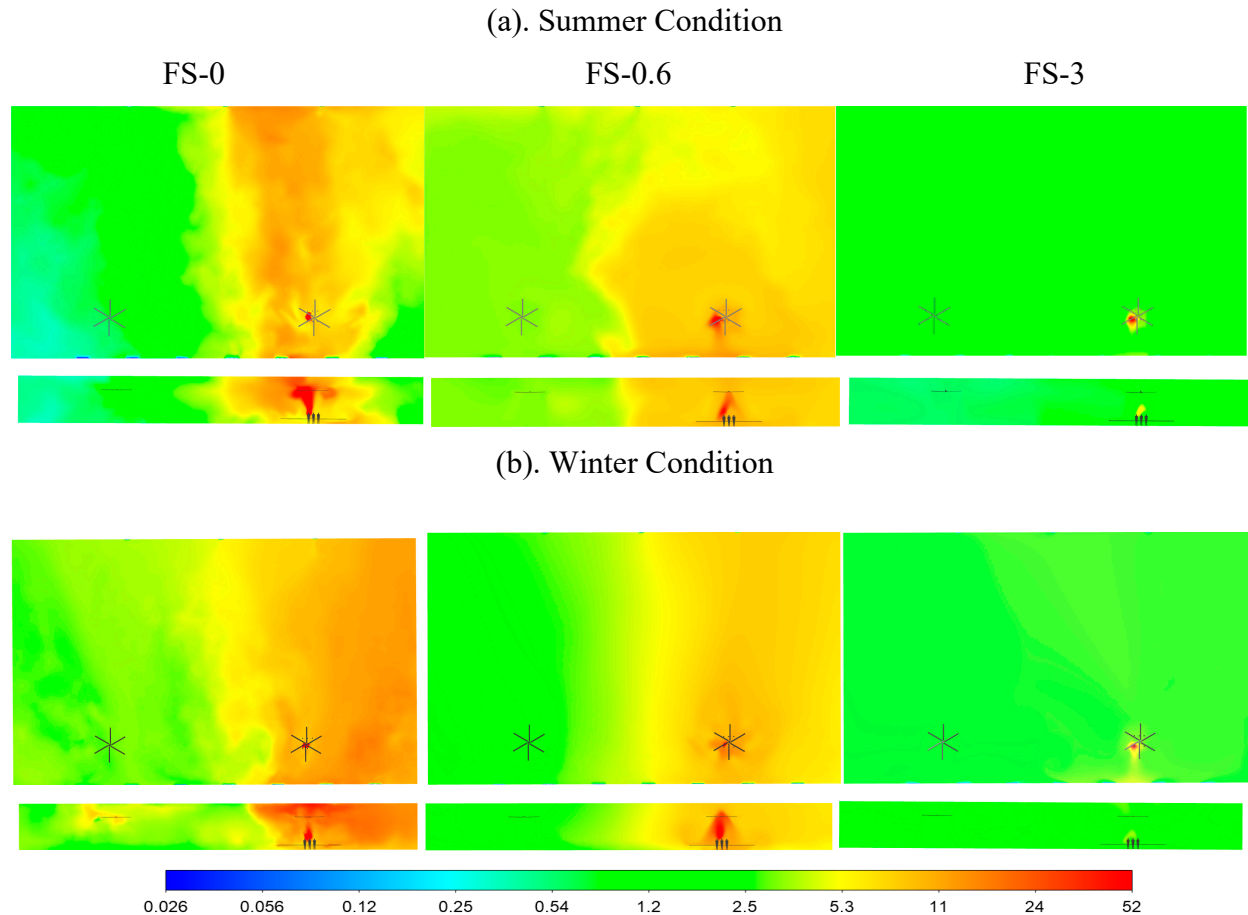 (a). Summer Condition
FS-0 FS-0.6 FS-3
(b). Winter Condition
0.026 0.056 0.12 0.25 0.54 1.2 2.5 5.3 11 24 52